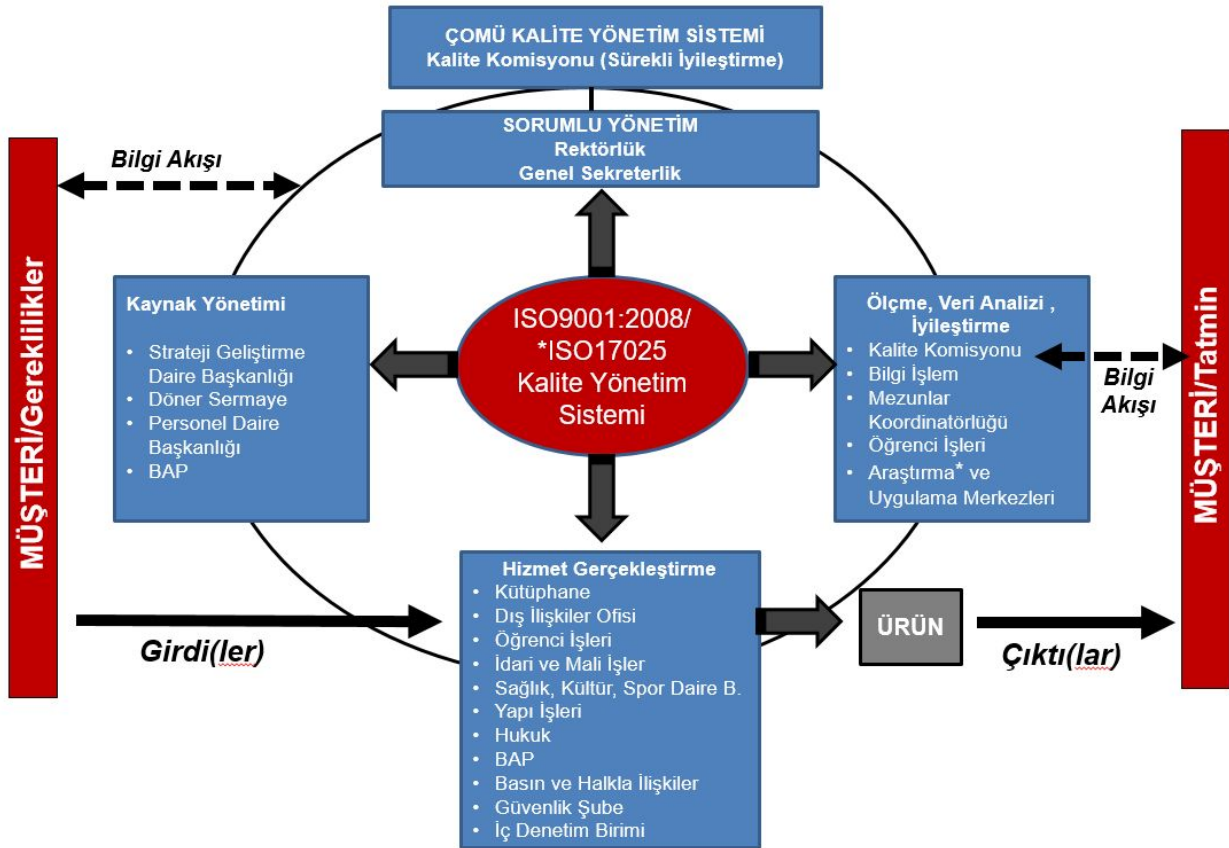 ÇOMÜ KALİTE YÖNETİM SİSTEMİ
Kalite Komisyonu (Sürekli İyileştirme)
SORUMLU YÖNETİM
Rektörlük
Genel Sekreterlik
MÜŞTERİ/Gereklilikler
Bilgi Akışı
Kaynak Yönetimi
• Strateji Geliştirme
Daire Başkanlığı
• Döner Sermaye
• Personel Daire
Başkanlığı
• BAP
ISO9001:2008/
*ISO17025
Kalite Yönetim
Sistemi
Ölçme, Veri Analizi ,
İyileştirme
• Kalite Komisyonu
• Bilgi İşlem
• Mezunlar
Koordinatörlüğü
• Öğrenci İşleri
• Araştırma* ve
Uygulama Merkezleri
Bilgi
Akışı
MÜŞTERİ/Tatmin
Girdi(ler)
Hizmet Gerçekleştirme
• Kütüphane
• Dış İlişkiler Ofisi
• Öğrenci İşleri
• İdari ve Mali İşler
• Sağlık, Kültür, Spor Daire B.
• Yapı İşleri
• Hukuk
• BAP
• Basın ve Halkla İlişkiler
• Güvenlik Şube
• İç Denetim Birimi
ÜRÜN
Çıktı(lar)